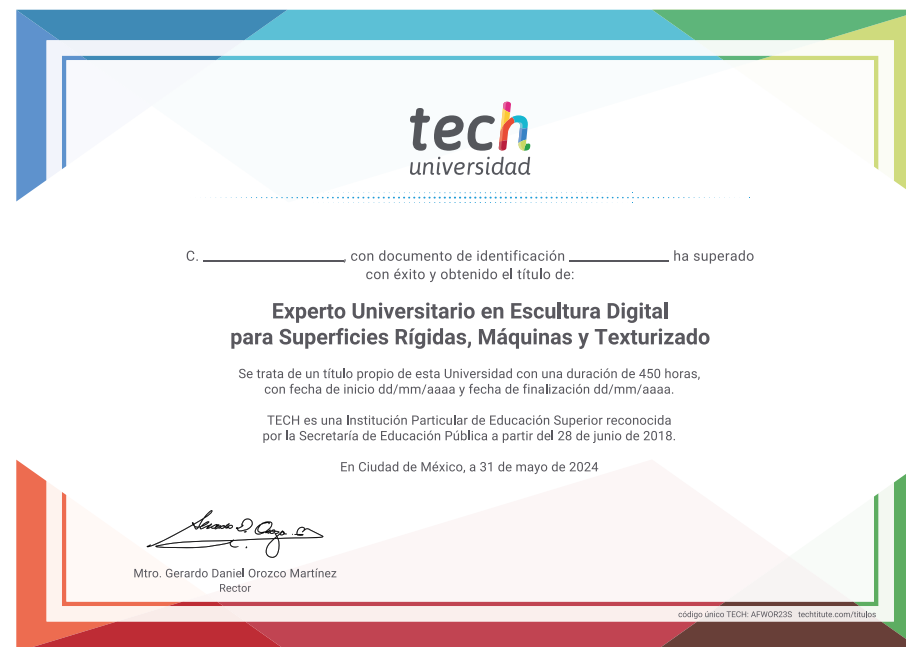 tech
universidad
C. ____________, con documento de identificación ____________ ha superado
con éxito y obtenido el título de:
Experto Universitario en Escultura Digital
para Superficies Rígidas, Máquinas y Texturizado
Se trata de un título propio de esta Universidad con una duración de 450 horas,
con fecha de inicio dd/mm/aaaa y fecha de finalización dd/mm/aaaa.
TECH es una Institución Particular de Educación Superior reconocida
por la Secretaría de Educación Pública a partir del 28 de junio de 2018.
En Ciudad de México, a 31 de mayo de 2024
Mtro. Gerardo Daniel Orozco Martínez
Rector
código único TECH: AFWOR23S techtitute.com/titulos